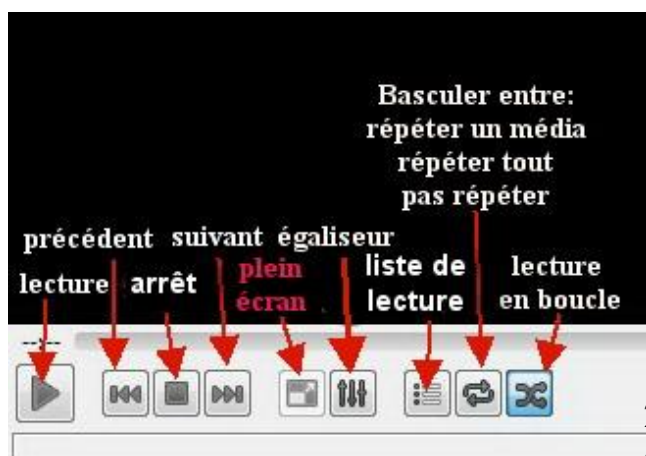 Basculer entre:
répéter un média
répéter tout
pas répéter
précédent suivant égaliseur
lecture arrêt plein écran liste de lecture lecture en boucle
--:--